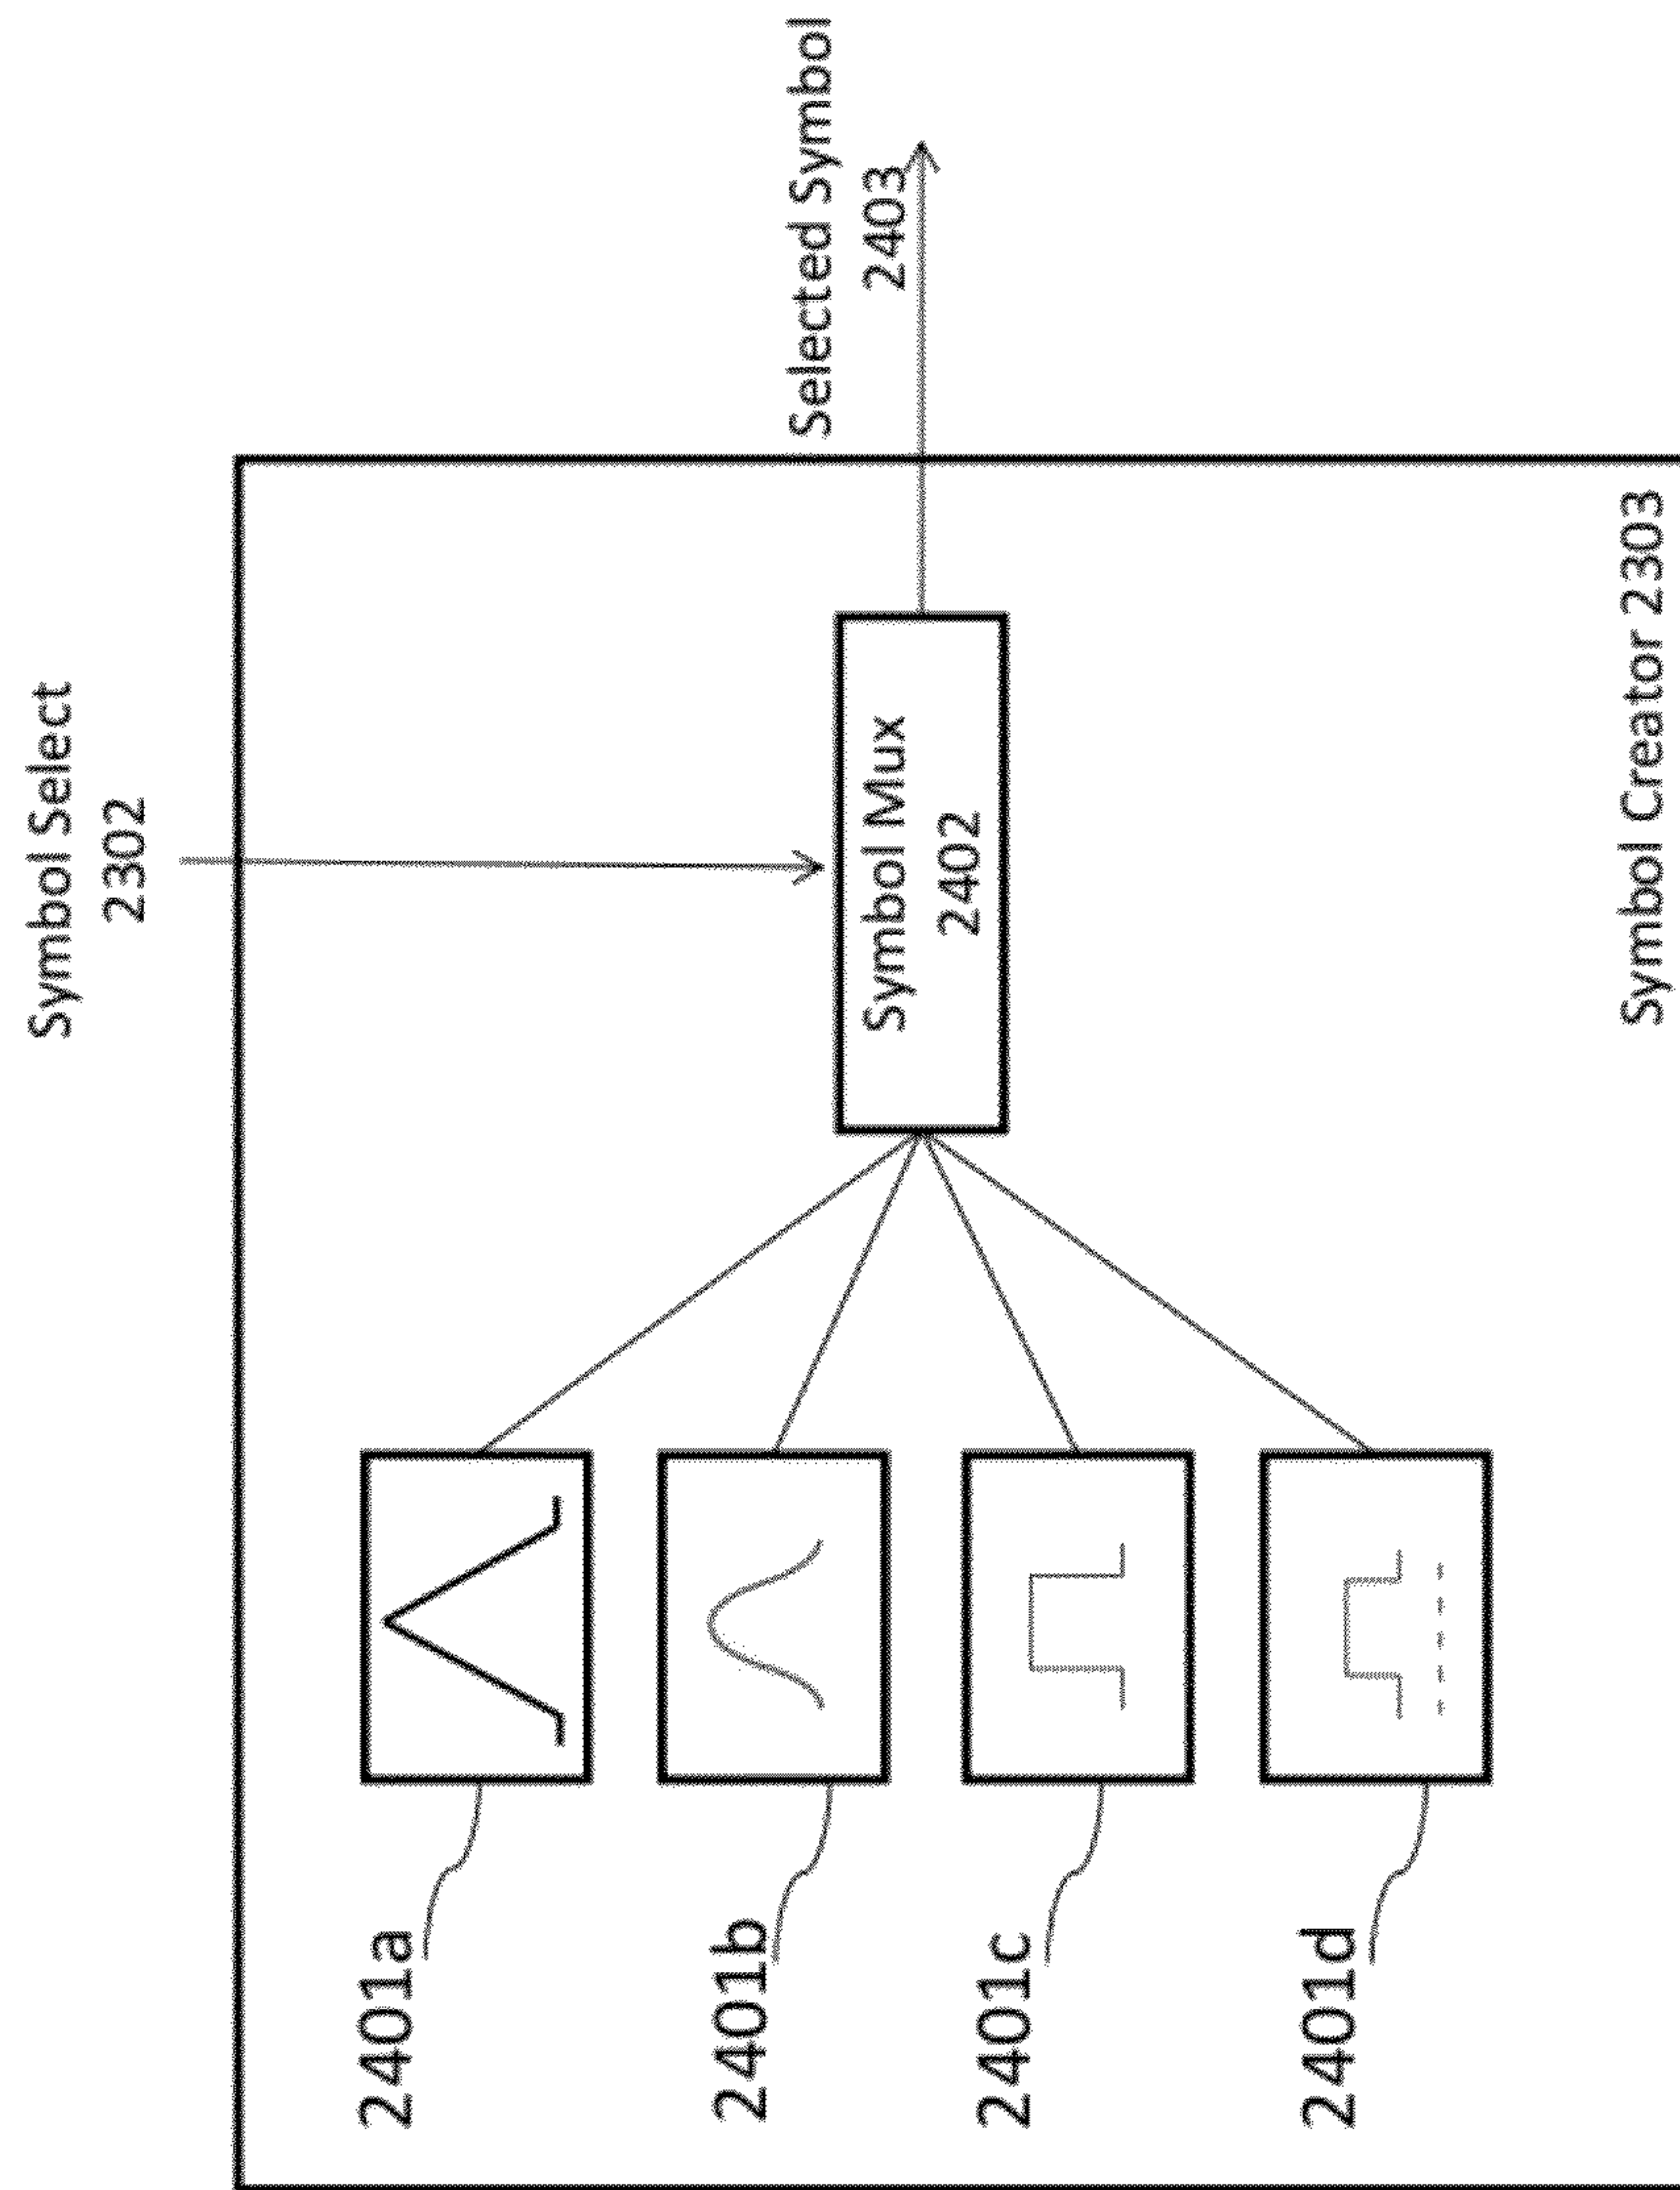 Symbol Select
2302
Selected Symbol
2403
2401a
2401b
Symbol Mux
2402
2401c
2401d
Symbol Creator 2303